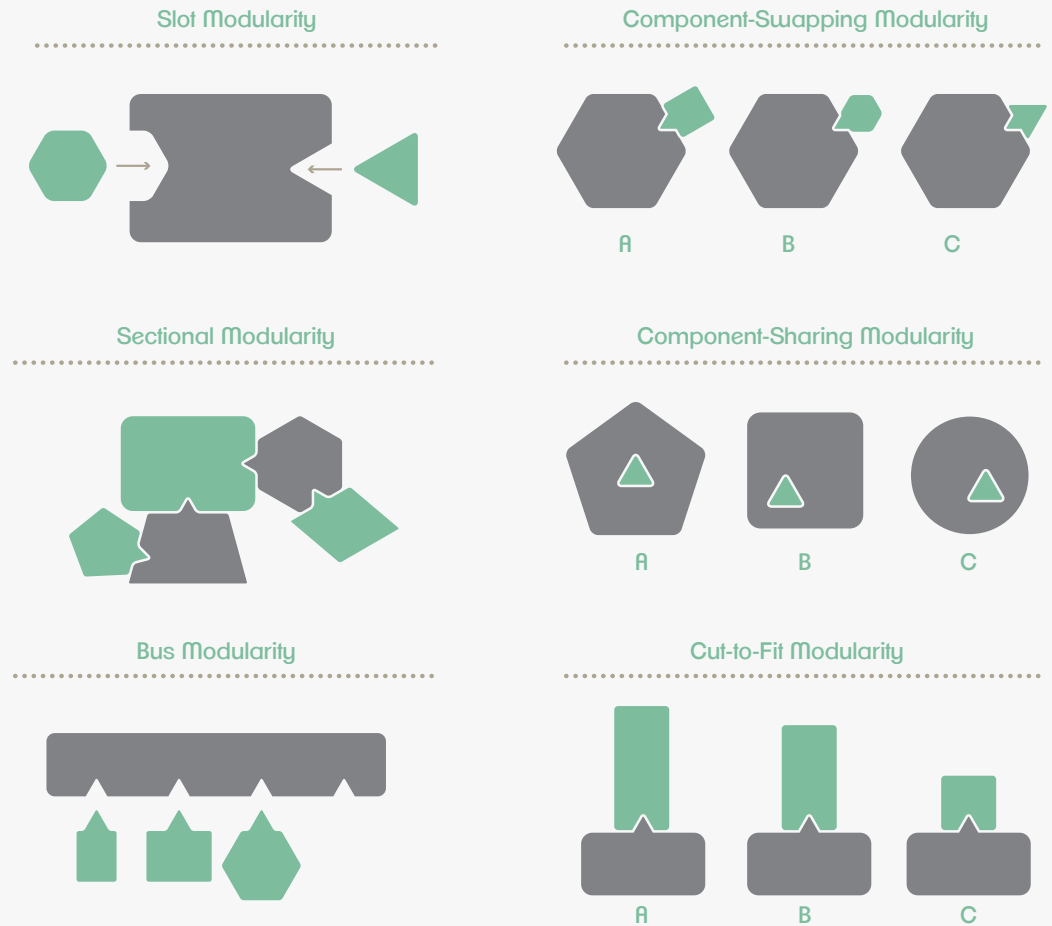 Slot Modularity
Component-Swapping Modularity
A
B
C
Sectional Modularity
Component-Sharing Modularity
A
B
C
Bus Modularity
Cut-to-Fit Modularity
A
B
C